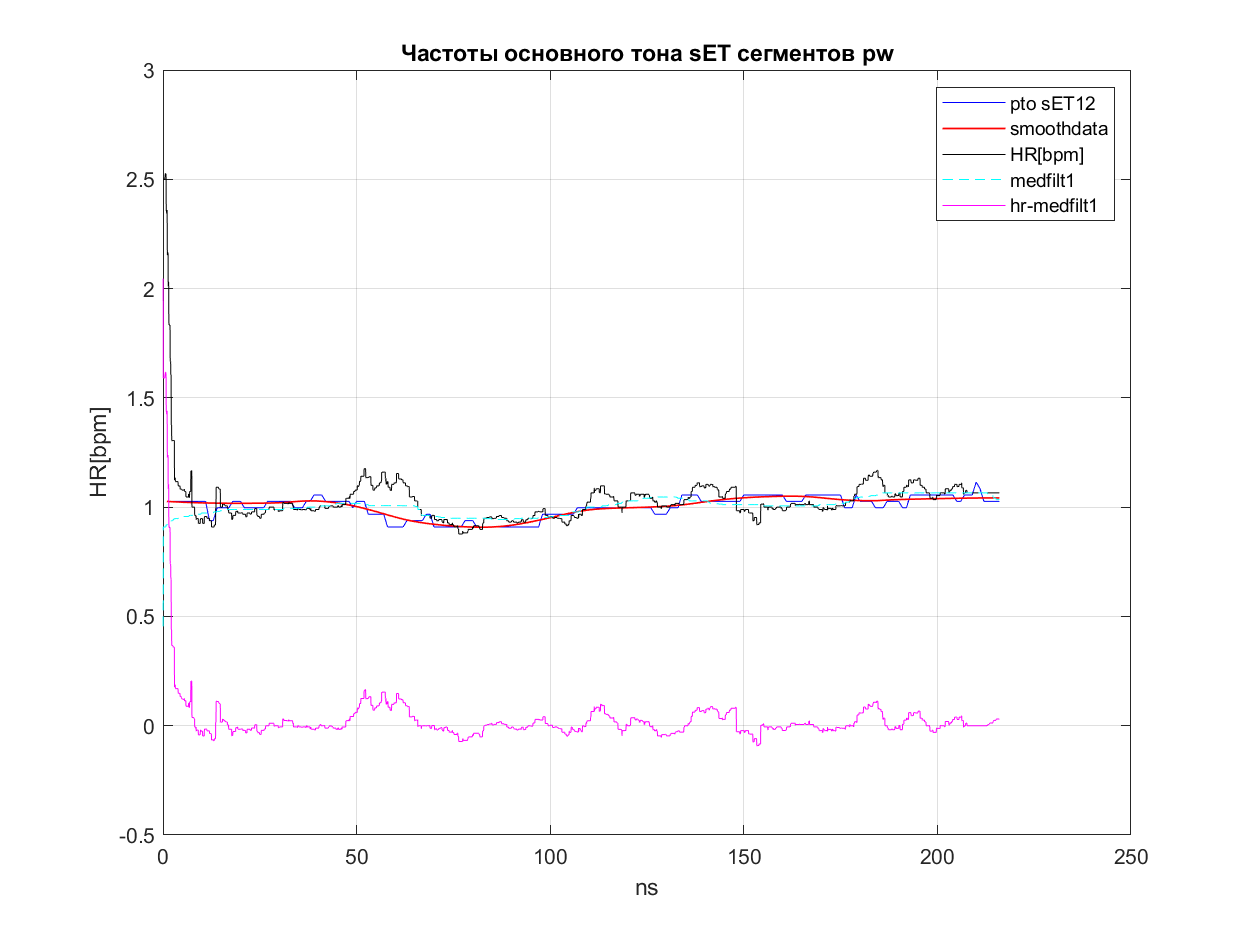 Частоты основного тона sET сегментов pw
3
2.5
2
1.5
1
0.5
0
-0.5
HR[bpm]
pto sET12
smoothdata
HR[bpm]
medfilt1
hr-medfilt1
0 50 100 150 200 250
ns